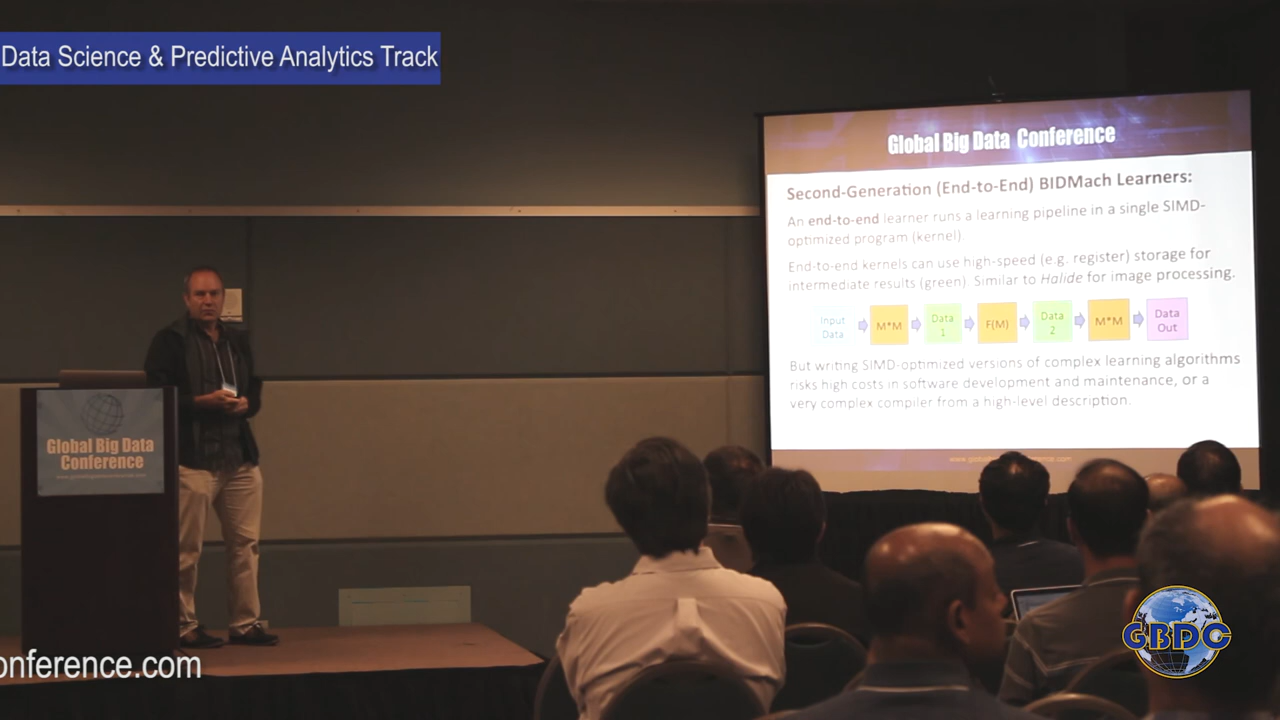 Data Science & Predictive Analytics Track
Global Big Data Conference
Second-Generation (End-to-End) BIDMach Learners:
An end-to-end learner runs a learning pipeline in a single SIMD-
optimized program (kernel).
End-to-end kernels can use high-speed (e.g. register) storage for
intermediate results (green). Similar to Halide for image processing.
Input
Data
M*M
Data
1
F(M)
Data
2
M*M
Data
Out
But writing SIMD-optimized versions of complex learning algorithms
risks high costs in software development and maintenance, or a
very complex compiler from a high-level description.
Global Big Data
Conference
onference.com
GBDC